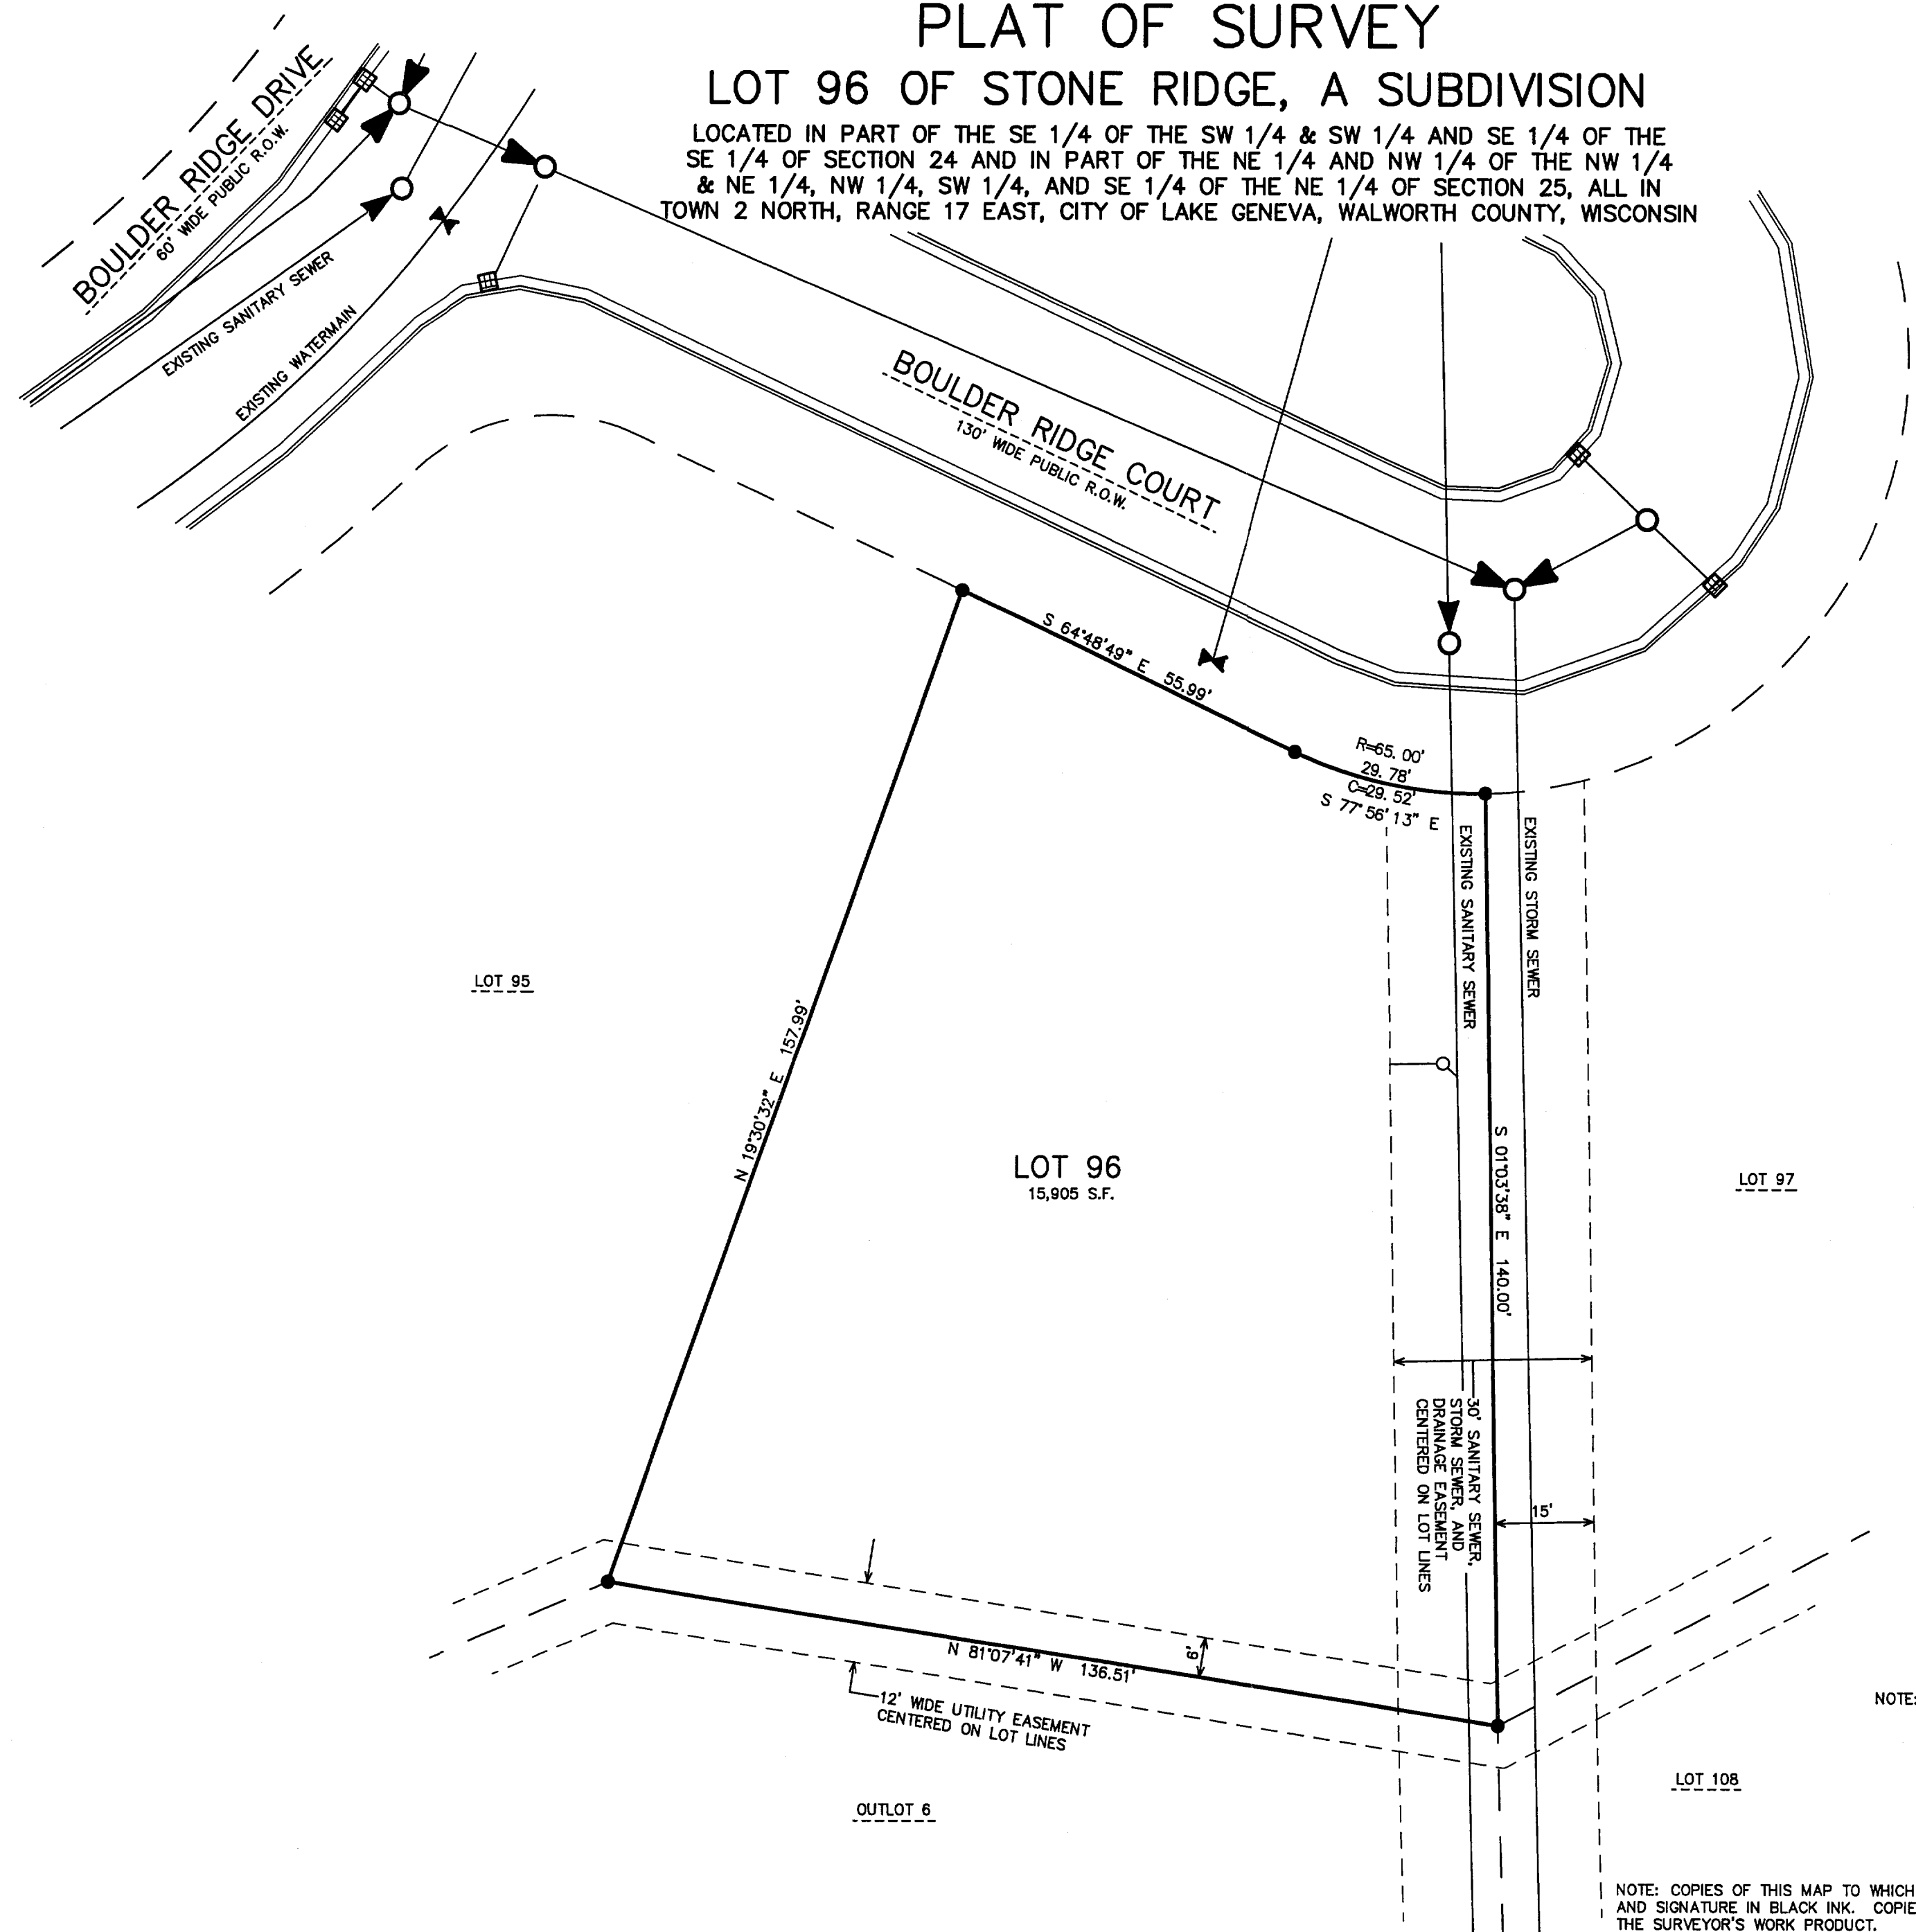 PLAT OF SURVEY
LOT 96 OF STONE RIDGE, A SUBDIVISION
LOCATED IN PART OF THE SE 1/4 OF THE SW 1/4 & SW 1/4 AND SE 1/4 OF THE
SE 1/4 OF SECTION 24 AND IN PART OF THE NE 1/4 AND NW 1/4 OF THE NW 1/4
& NE 1/4, NW 1/4, SW 1/4, AND SE 1/4 OF THE NE 1/4 OF SECTION 25, ALL IN
TOWN 2 NORTH, RANGE 17 EAST, CITY OF LAKE GENEVA, WALWORTH COUNTY, WISCONSIN
BOULDER RIDGE DRIVE
60' WIDE PUBLIC R.O.W.
EXISTING SANITARY SEWER
EXISTING WATERMAIN
BOULDER RIDGE COURT
130' WIDE PUBLIC R.O.W.
S 64°48'49" E 55.99'
R=65.00'
29.78'
C=29.52'
S 77°56'13" E
EXISTING SANITARY SEWER
EXISTING STORM SEWER
LOT 95
N 19°30'32" E 157.99'
LOT 96
15,905 S.F.
S 01°03'38" E 140.00'
LOT 97
30' SANITARY SEWER,
STORM SEWER, AND
DRAINAGE EASEMENT
CENTERED ON LOT LINES
15'
N 81°07'41" W 136.51'
6'
12' WIDE UTILITY EASEMENT
CENTERED ON LOT LINES
NOTE:
LOT 108
OUTLOT 6
NOTE: COPIES OF THIS MAP TO WHICH
AND SIGNATURE IN BLACK INK. COPIE
THE SURVEYOR'S WORK PRODUCT.